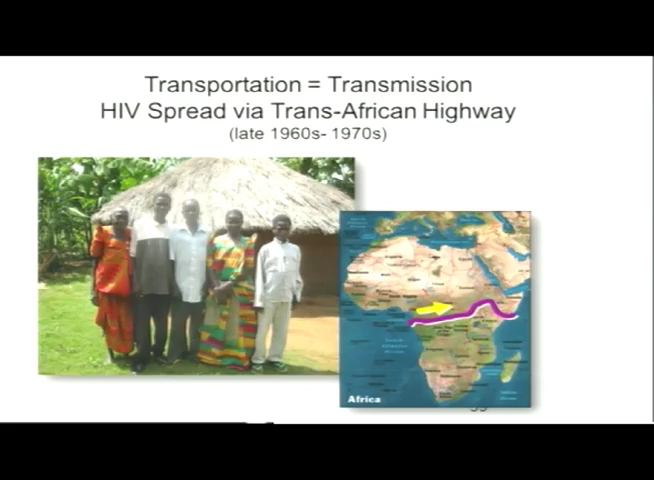 Transportation = Transmission
HIV Spread via Trans-African Highway
(late 1960s- 1970s)
Africa